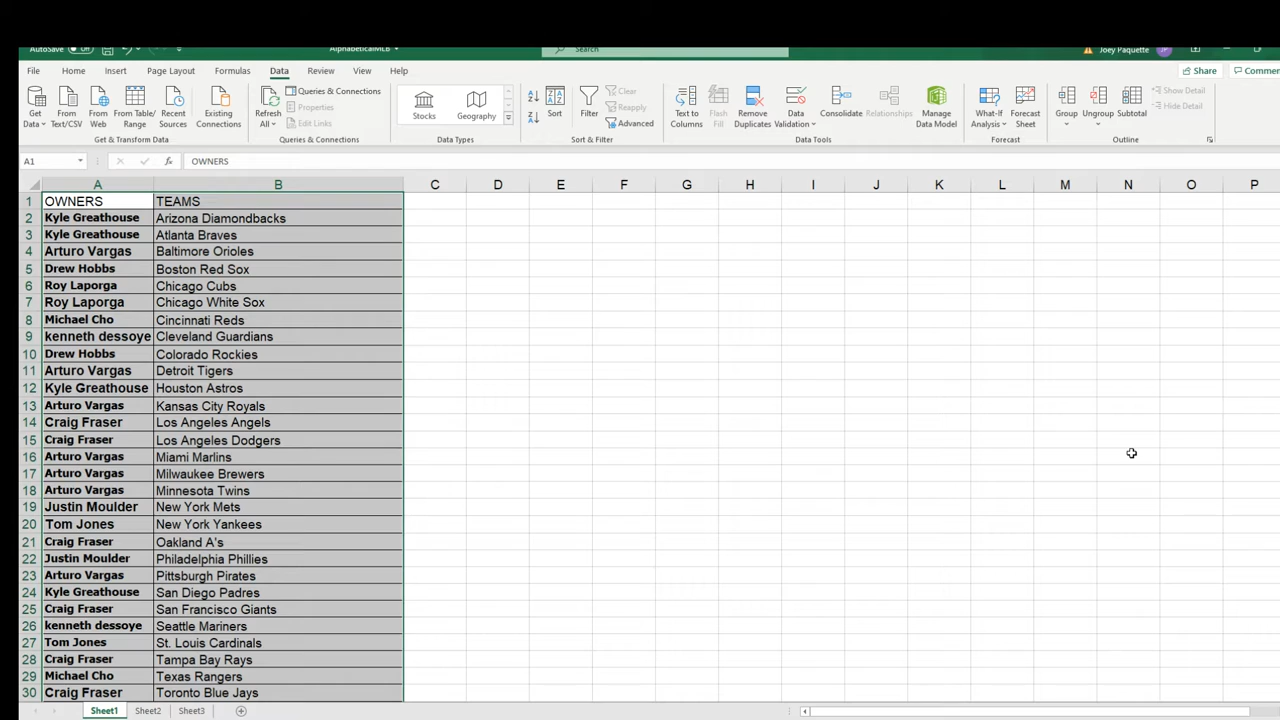 AutoSave Off AlphabeticalMLB Search Joey Paquette JP
File Home Insert Page Layout Formulas Data Review View Help Share Comments
Get Data From Text/CSV From Web From Table/Range Recent Sources Existing Connections
Get & Transform Data
Refresh All Queries & Connections Properties Edit Links
Queries & Connections
Stocks Geography
Data Types
Sort Filter Clear Reapply Advanced
Sort & Filter
Text to Columns Flash Fill Remove Duplicates Data Validation Consolidate Relationships Manage Data Model
Data Tools
What-If Analysis Forecast Sheet
Forecast
Group Ungroup Subtotal Show Detail Hide Detail
Outline
A1 fx OWNERS
A B C D E F G H I J K L M N O P
1 OWNERS TEAMS
2 Kyle Greathouse Arizona Diamondbacks
3 Kyle Greathouse Atlanta Braves
4 Arturo Vargas Baltimore Orioles
5 Drew Hobbs Boston Red Sox
6 Roy Laporga Chicago Cubs
7 Roy Laporga Chicago White Sox
8 Michael Cho Cincinnati Reds
9 kenneth dessoye Cleveland Guardians
10 Drew Hobbs Colorado Rockies
11 Arturo Vargas Detroit Tigers
12 Kyle Greathouse Houston Astros
13 Arturo Vargas Kansas City Royals
14 Craig Fraser Los Angeles Angels
15 Craig Fraser Los Angeles Dodgers
16 Arturo Vargas Miami Marlins
17 Arturo Vargas Milwaukee Brewers
18 Arturo Vargas Minnesota Twins
19 Justin Moulder New York Mets
20 Tom Jones New York Yankees
21 Craig Fraser Oakland A's
22 Justin Moulder Philadelphia Phillies
23 Arturo Vargas Pittsburgh Pirates
24 Kyle Greathouse San Diego Padres
25 Craig Fraser San Francisco Giants
26 kenneth dessoye Seattle Mariners
27 Tom Jones St. Louis Cardinals
28 Craig Fraser Tampa Bay Rays
29 Michael Cho Texas Rangers
30 Craig Fraser Toronto Blue Jays
Sheet1 Sheet2 Sheet3